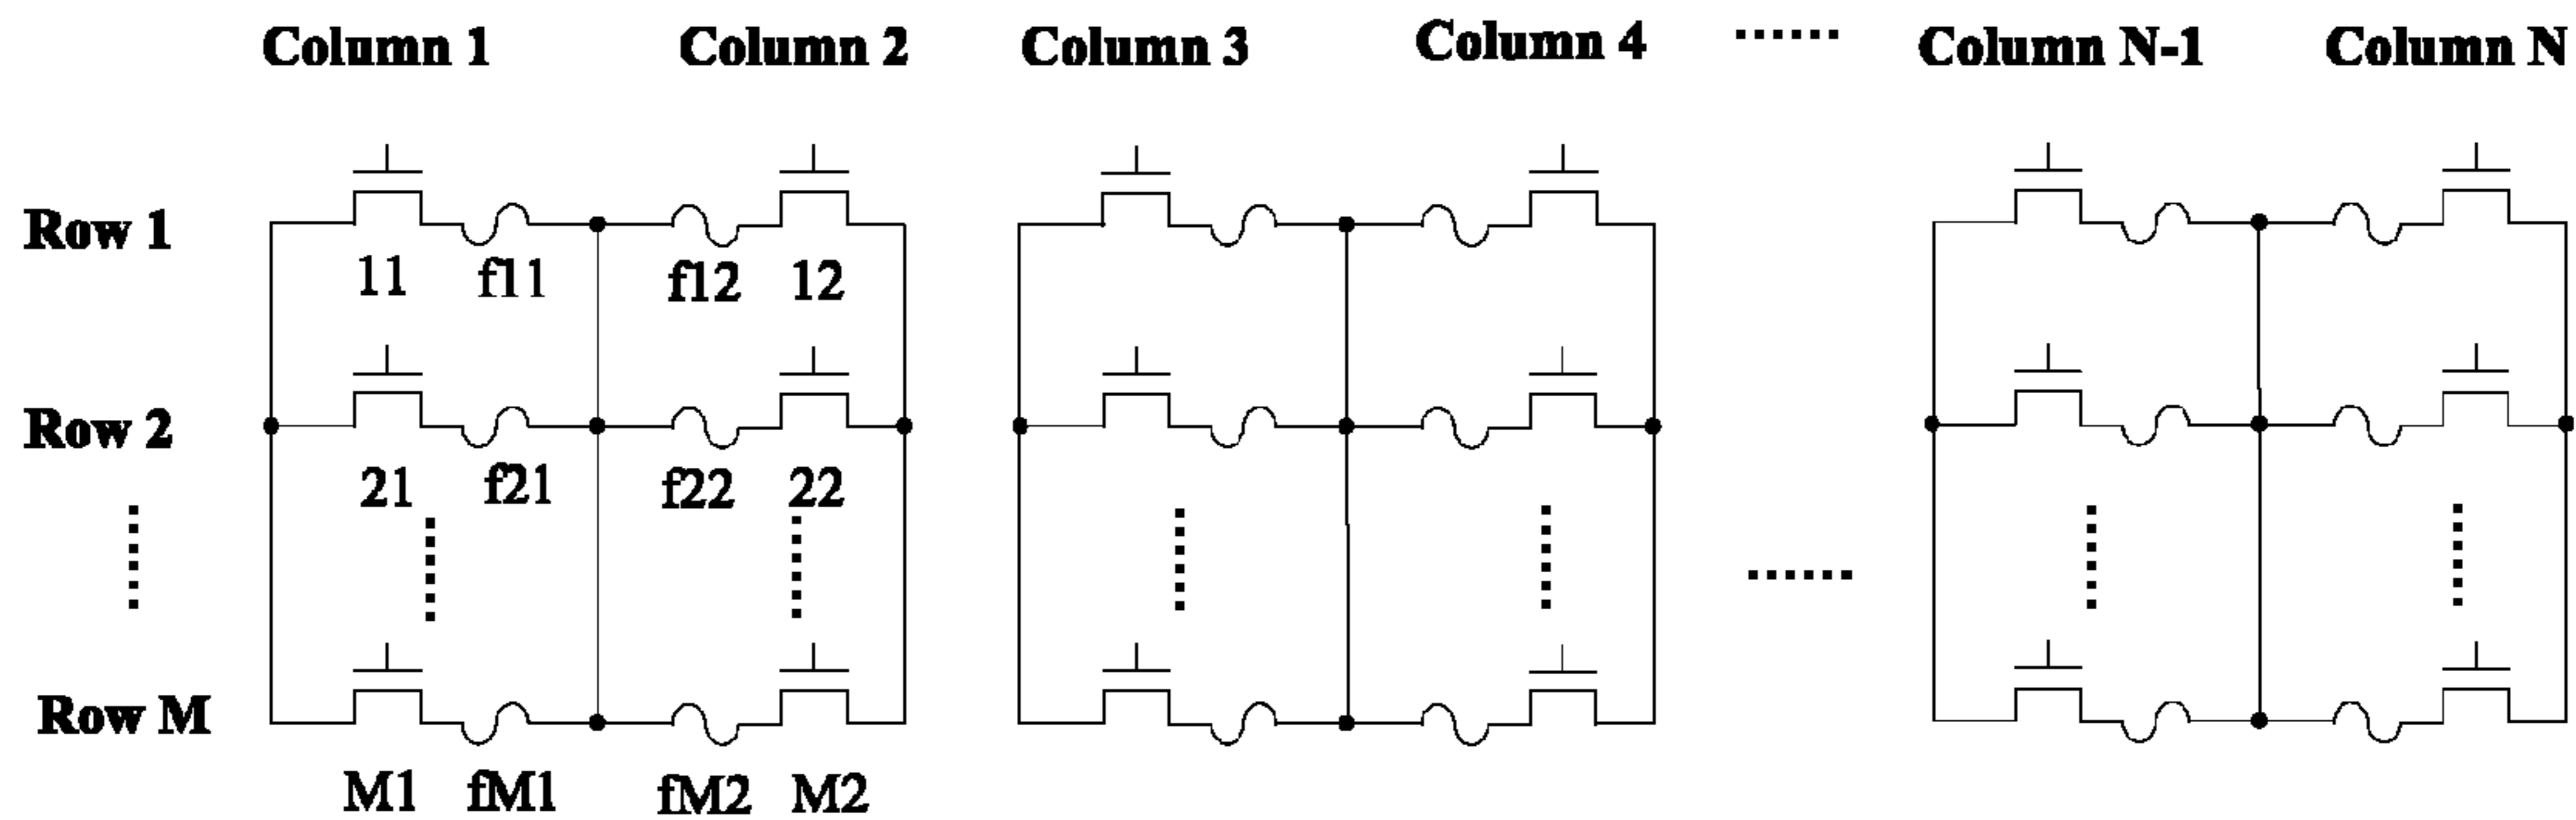 Column 1 Column 2 Column 3 Column 4 ...... Column N-1 Column N
Row 1
11 f11 f12 12
Row 2
21 f21 f22 22
......
Row M
M1 fM1 fM2 M2